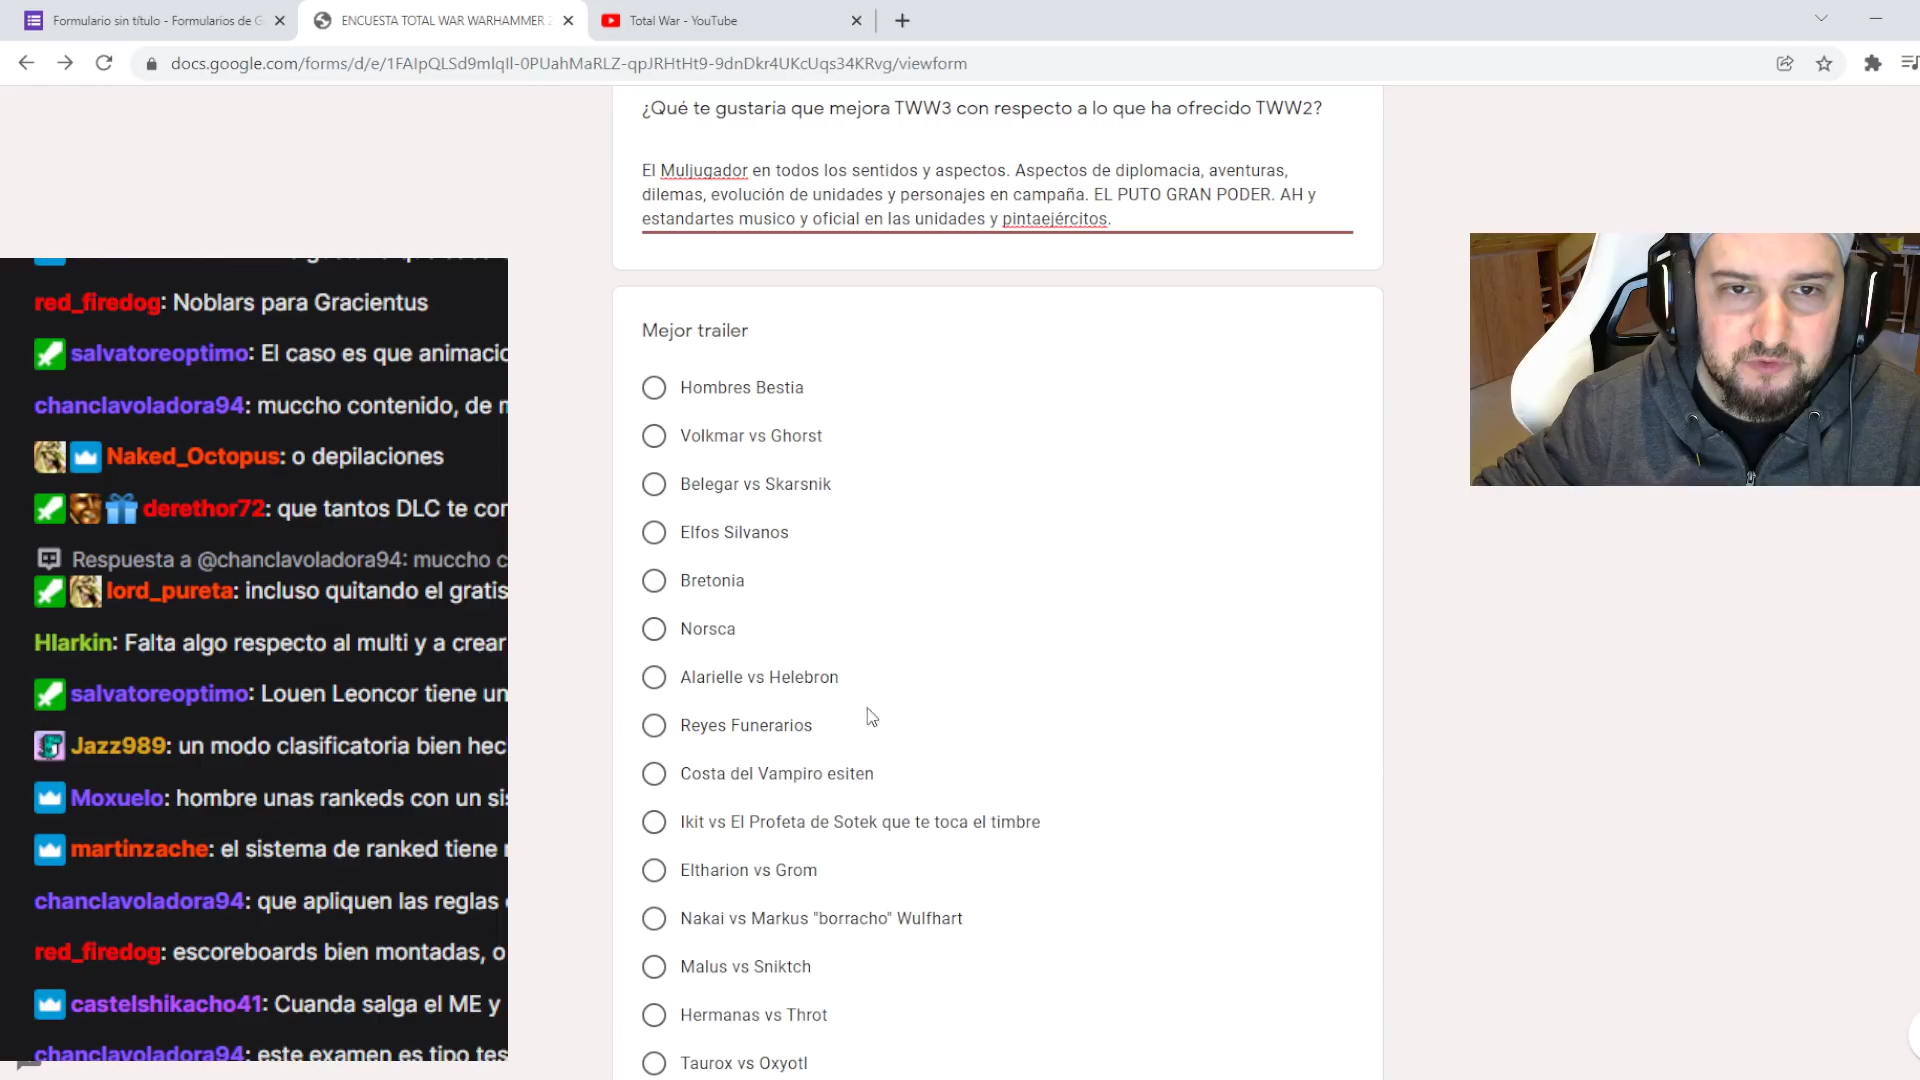 Formulario sin título - Formularios de G
ENCUESTA TOTAL WAR WARHAMMER 2
Total War - YouTube
docs.google.com/forms/d/e/1FAIpQLSd9mlqIl-0PUahMaRLZ-qpJRHtHt9-9dnDkr4UKcUqs34KRvg/viewform
¿Qué te gustaria que mejora TWW3 con respecto a lo que ha ofrecido TWW2?
El Muljugador en todos los sentidos y aspectos. Aspectos de diplomacia, aventuras,
dilemas, evolución de unidades y personajes en campaña. EL PUTO GRAN PODER. AH y
estandartes musico y oficial en las unidades y pintaejércitos.
red_firedog: Noblars para Gracientus
salvatoreoptimo: El caso es que animacio
chanclavoladora94: muccho contenido, de m
Naked_Octopus: o depilaciones
derethor72: que tantos DLC te cor
Respuesta a @chanclavoladora94: muccho c
lord_pureta: incluso quitando el gratis
Hlarkin: Falta algo respecto al multi y a crear
salvatoreoptimo: Louen Leoncor tiene un
Jazz989: un modo clasificatoria bien hec
Moxuelo: hombre unas rankeds con un sis
martinzache: el sistema de ranked tiene
chanclavoladora94: que apliquen las reglas
red_firedog: escoreboards bien montadas, o
castelshikacho41: Cuanda salga el ME y
chanclavoladora94: este examen es tipo tes
Mejor trailer
Hombres Bestia
Volkmar vs Ghorst
Belegar vs Skarsnik
Elfos Silvanos
Bretonia
Norsca
Alarielle vs Helebron
Reyes Funerarios
Costa del Vampiro esiten
Ikit vs El Profeta de Sotek que te toca el timbre
Eltharion vs Grom
Nakai vs Markus "borracho" Wulfhart
Malus vs Sniktch
Hermanas vs Throt
Taurox vs Oxyotl